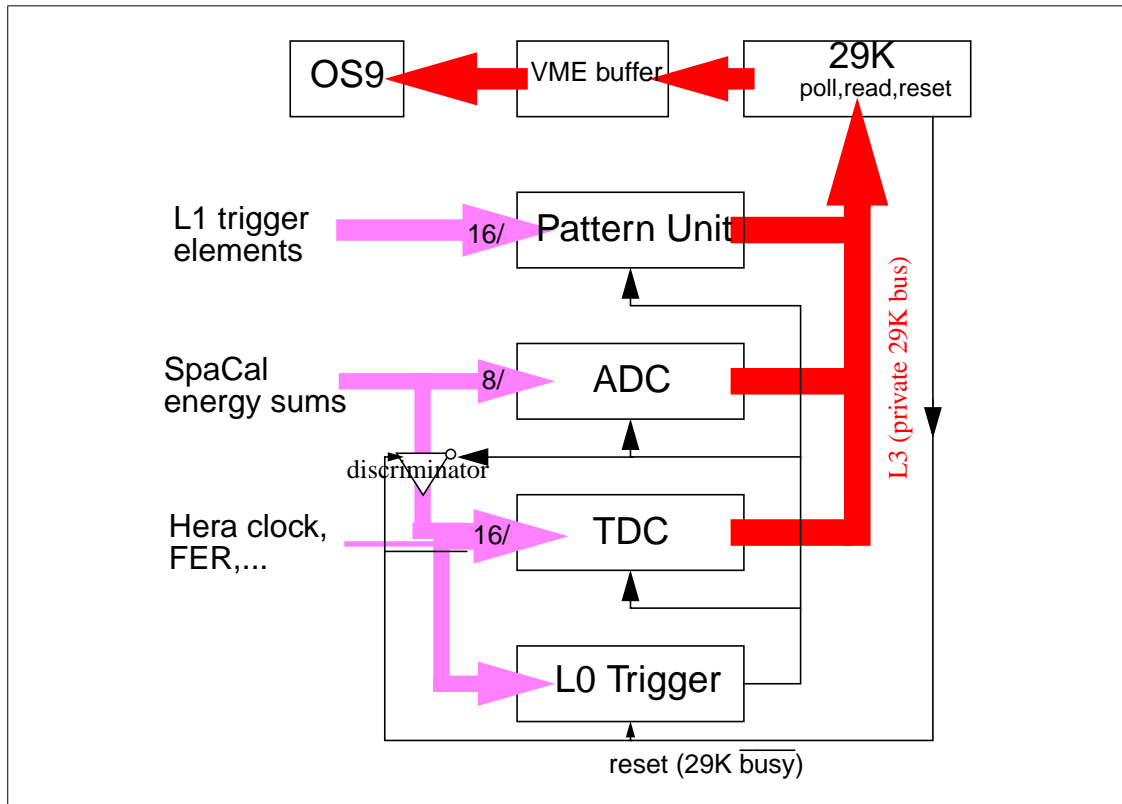 OS9
VME buffer
29K
poll,read,reset
L1 trigger
elements
16/
Pattern Unit
L3 (private 29K bus)
SpaCal
energy sums
8/
ADC
discriminator
Hera clock,
FER,...
16/
TDC
L0 Trigger
reset (29K busy)